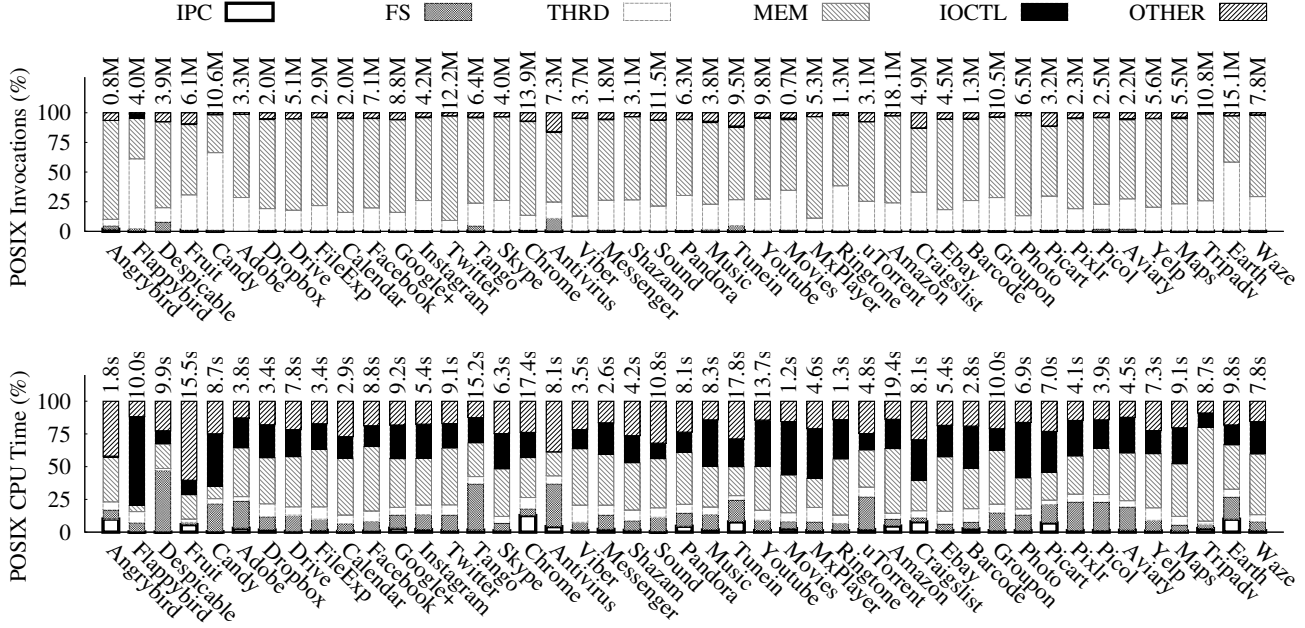 IPC FS THRD MEM IOCTL OTHER
0.8M 4.0M 3.9M 6.1M 10.6M 3.3M 2.0M 5.1M 2.9M 2.0M 7.1M 8.8M 4.2M 12.2M 6.4M 4.0M 13.9M 7.3M 3.7M 1.8M 3.1M 11.5M 6.3M 3.8M 9.5M 9.8M 0.7M 5.3M 1.3M 3.1M 18.1M 4.9M 4.5M 1.3M 10.5M 6.5M 3.2M 2.3M 2.5M 2.2M 5.6M 5.5M 10.8M 15.1M 7.8M
POSIX Invocations (%)
100
75
50
25
0
Angrybird Flappybird Despicable Fruit Candy Adobe Dropbox Drive FileExp Calendar Facebook Google+ Instagram Twitter Tango Skype Chrome Antivirus Viber Messenger Shazam Sound Pandora Music Tunein Youtube Movies MxPlayer Ringtone uTorrent Amazon Craigslist Ebay Barcode Groupon Photo Picart Pixlr Picol Aviary Yelp Maps Tripadv Earth Waze
1.8s 10.0s 9.9s 15.5s 8.7s 3.8s 3.4s 7.8s 3.4s 2.9s 8.8s 9.2s 5.4s 9.1s 15.2s 6.3s 17.4s 8.1s 3.5s 2.6s 4.2s 10.8s 8.1s 8.3s 17.8s 13.7s 1.2s 4.6s 1.3s 14.8s 19.4s 8.1s 5.4s 2.8s 10.0s 6.9s 7.0s 4.1s 3.9s 4.5s 7.3s 9.1s 8.7s 9.8s 7.8s
POSIX CPU Time (%)
100
75
50
25
0
Angrybird Flappybird Despicable Fruit Candy Adobe Dropbox Drive FileExp Calendar Facebook Google+ Instagram Twitter Tango Skype Chrome Antivirus Viber Messenger Shazam Sound Pandora Music Tunein Youtube Movies MxPlayer Ringtone uTorrent Amazon Craigslist Ebay Barcode Groupon Photo Picart Pixlr Picol Aviary Yelp Maps Tripadv Earth Waze